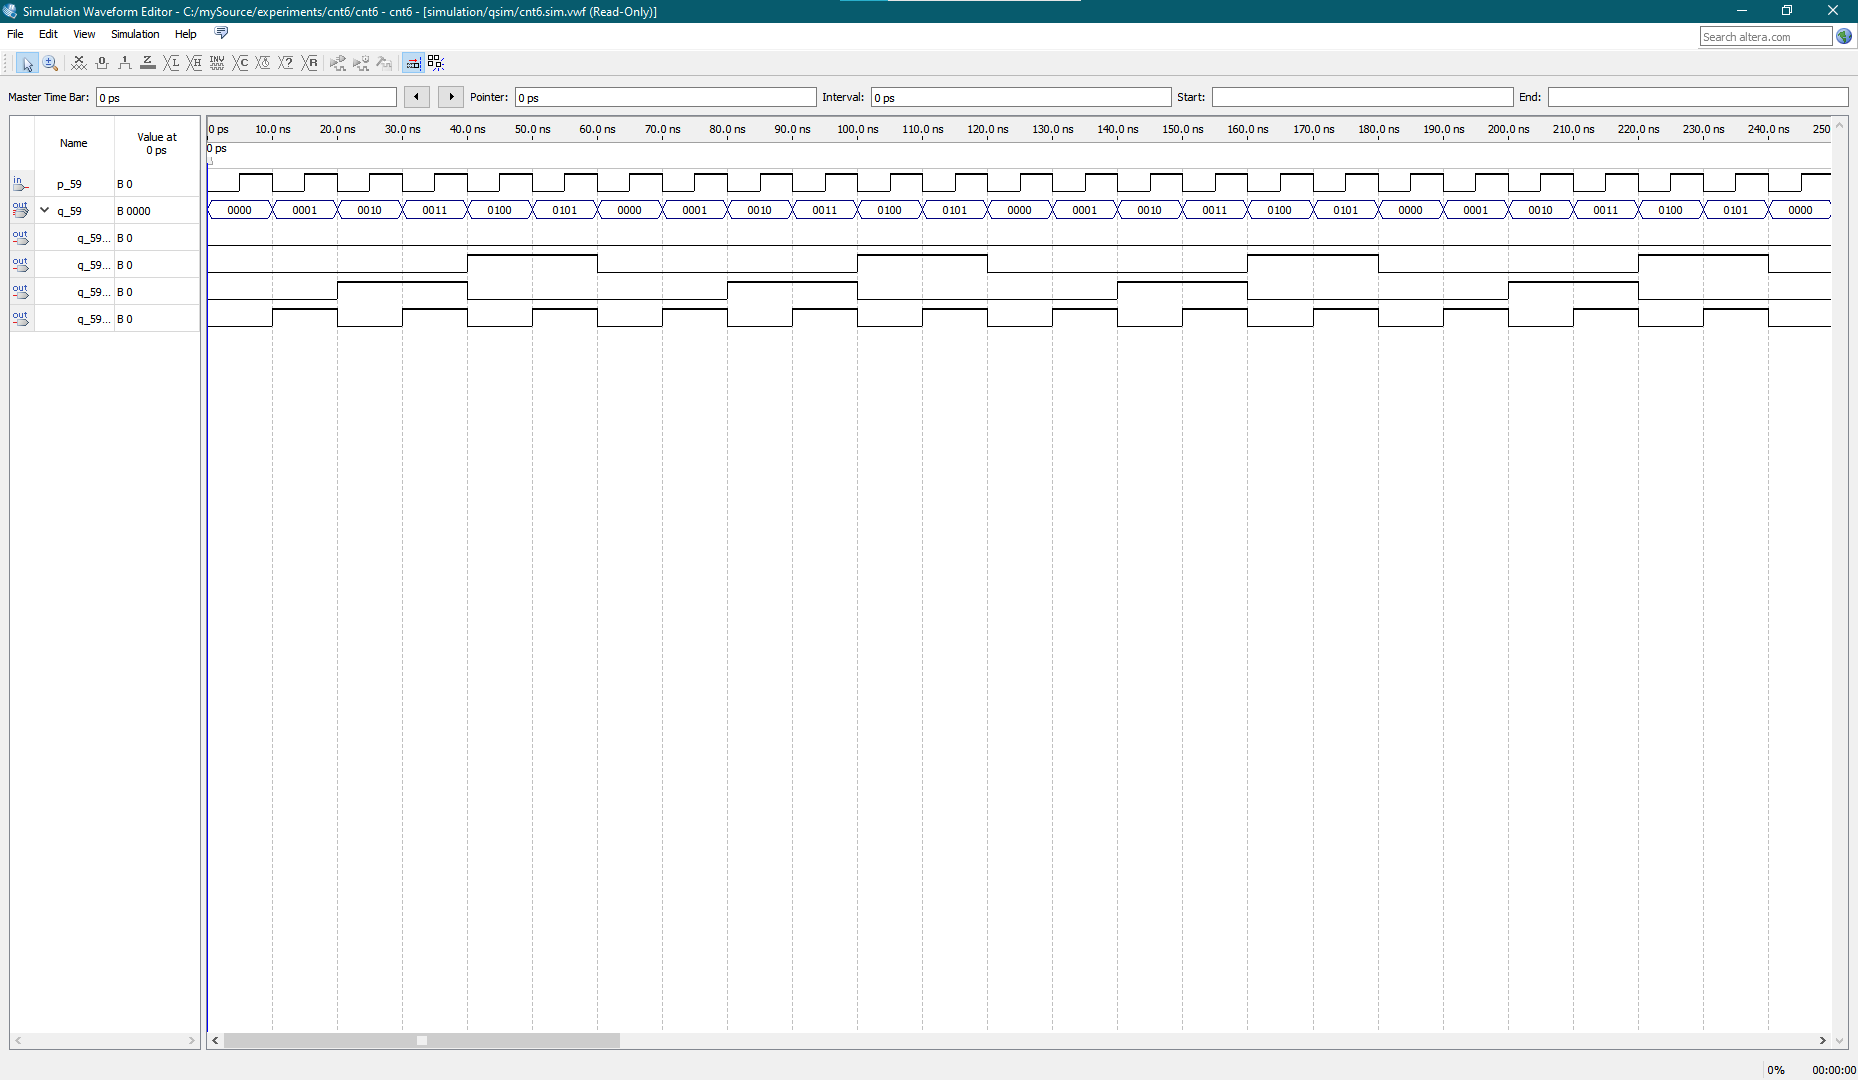 Simulation Waveform Editor - C:/mySource/experiments/cnt6/cnt6 - cnt6 - [simulation/qsim/cnt6.sim.vwf (Read-Only)]
File Edit View Simulation Help
Search altera.com
Master Time Bar: 0 ps Pointer: 0 ps Interval: 0 ps Start: End:
Name Value at 0 ps
0 ps 10.0 ns 20.0 ns 30.0 ns 40.0 ns 50.0 ns 60.0 ns 70.0 ns 80.0 ns 90.0 ns 100.0 ns 110.0 ns 120.0 ns 130.0 ns 140.0 ns 150.0 ns 160.0 ns 170.0 ns 180.0 ns 190.0 ns 200.0 ns 210.0 ns 220.0 ns 230.0 ns 240.0 ns 250
0 ps
in p_59 B 0
out q_59 B 0000 0000 0001 0010 0011 0100 0101 0000 0001 0010 0011 0100 0101 0000 0001 0010 0011 0100 0101 0000 0001 0010 0011 0100 0101 0000
out q_59... B 0
out q_59... B 0
out q_59... B 0
out q_59... B 0
0% 00:00:00